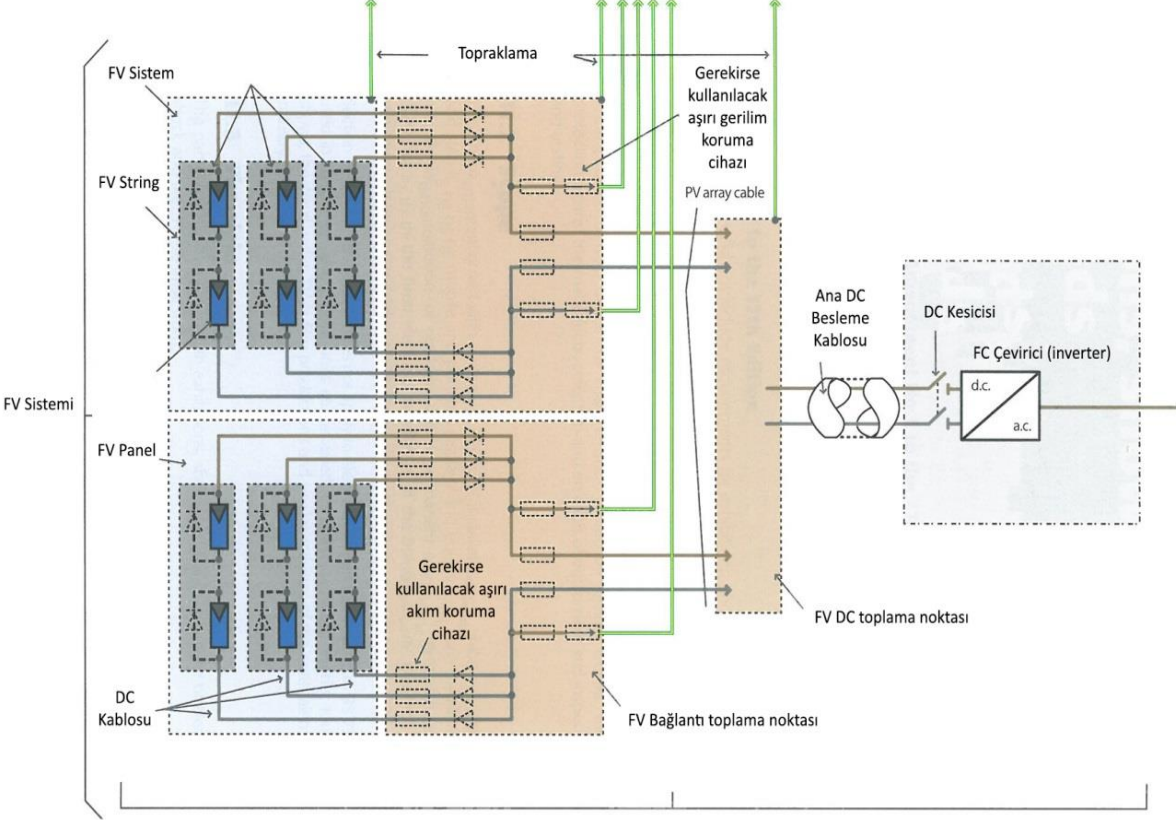 Topraklama
FV Sistem
Gerekirse
kullanılacak
aşırı gerilim
koruma
cihazı
FV String
PV array cable
Ana DC
Besleme
Kablosu
DC Kesicisi
FC Çevirici (inverter)
d.c.
a.c.
FV Sistemi
FV Panel
Gerekirse
kullanılacak aşırı
akım koruma
cihazı
FV DC toplama noktası
DC
Kablosu
FV Bağlantı toplama noktası